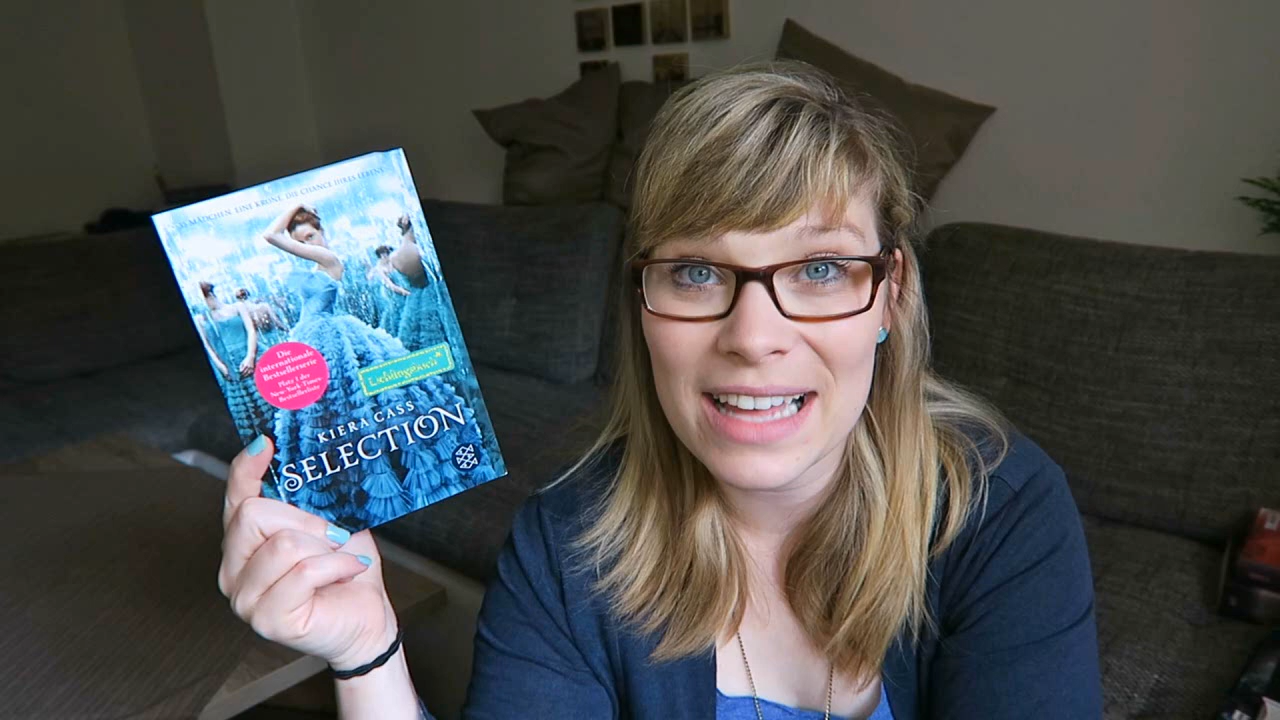 MÄDCHEN. EINE KRONE. DIE CHANCE IHRES LEBENS.
Die
internationale
Bestsellerserie
Platz 1 der
New-York-Times-
Bestsellerliste
Lieblingsbuch
KIERA CASS
SELECTION